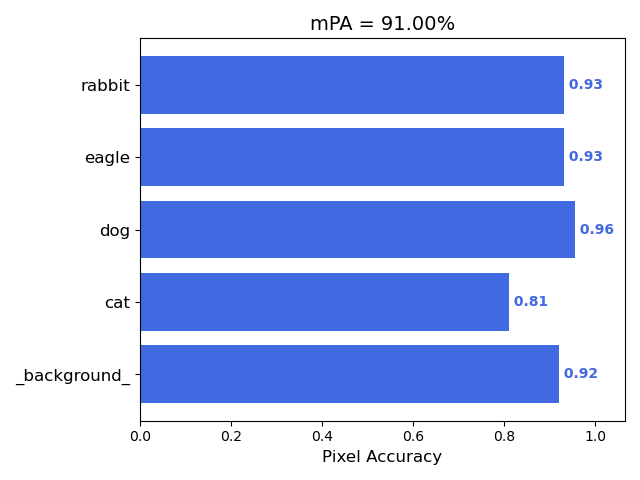 mPA = 91.00%
rabbit 0.93
eagle 0.93
dog 0.96
cat 0.81
_background_ 0.92
0.0 0.2 0.4 0.6 0.8 1.0
Pixel Accuracy